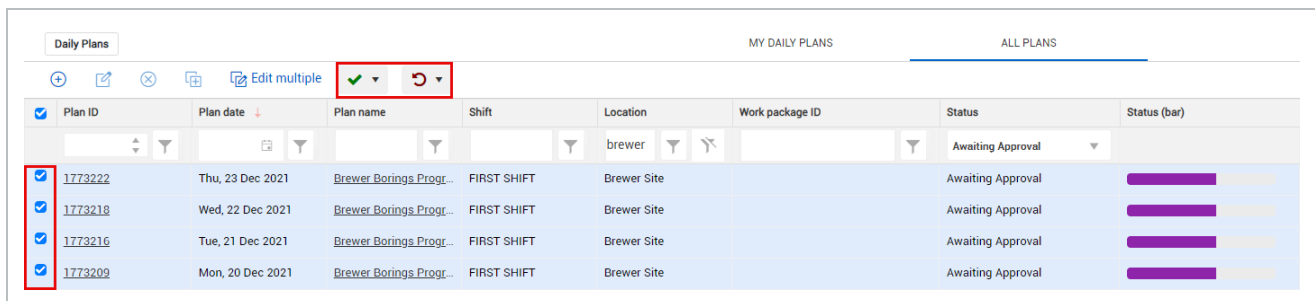 Daily Plans MY DAILY PLANS ALL PLANS
Edit multiple
Plan ID Plan date ↓ Plan name Shift Location Work package ID Status Status (bar)
brewer Awaiting Approval
1773222 Thu, 23 Dec 2021 Brewer Borings Progr... FIRST SHIFT Brewer Site Awaiting Approval
1773218 Wed, 22 Dec 2021 Brewer Borings Progr... FIRST SHIFT Brewer Site Awaiting Approval
1773216 Tue, 21 Dec 2021 Brewer Borings Progr... FIRST SHIFT Brewer Site Awaiting Approval
1773209 Mon, 20 Dec 2021 Brewer Borings Progr... FIRST SHIFT Brewer Site Awaiting Approval